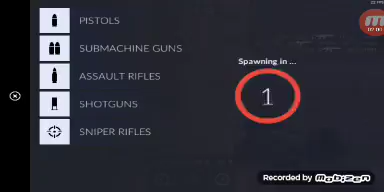 PISTOLS
SUBMACHINE GUNS
ASSAULT RIFLES
SHOTGUNS
SNIPER RIFLES
Spawning in ...
1
Recorded by mobizen